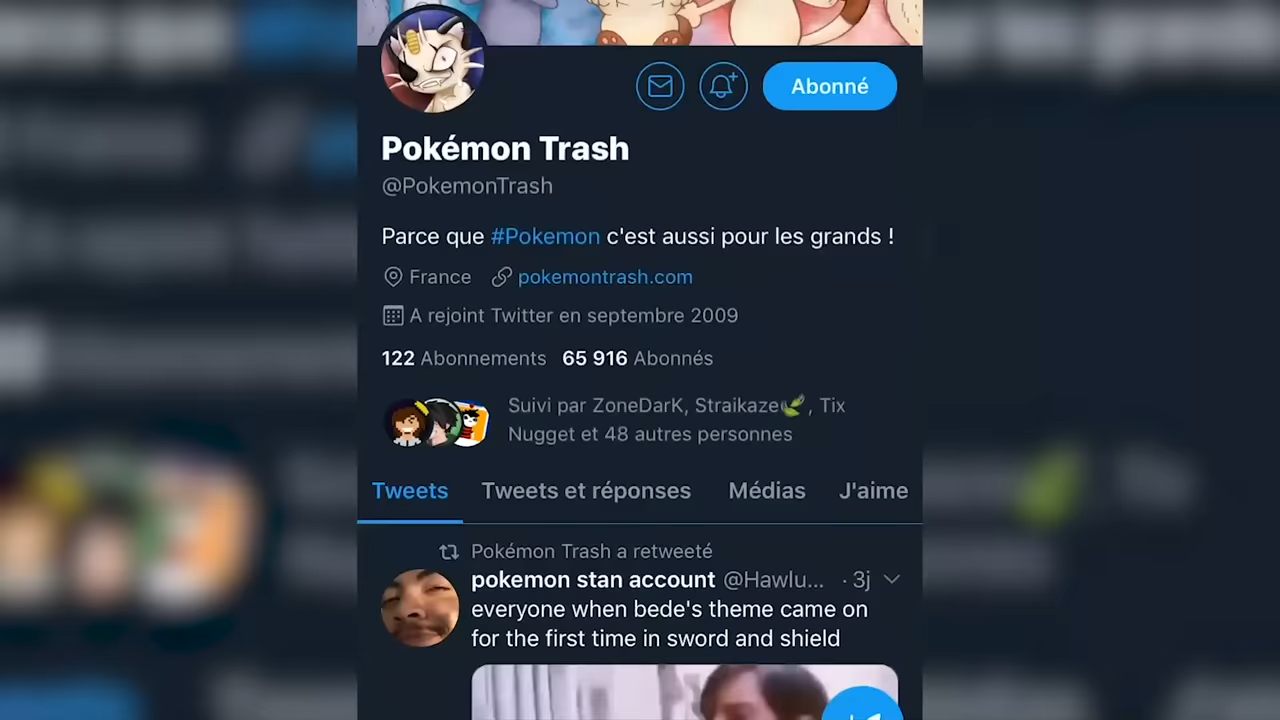 Abonné
Pokémon Trash
@PokemonTrash
Parce que #Pokemon c'est aussi pour les grands !
France pokemontrash.com
A rejoint Twitter en septembre 2009
122 Abonnements 65 916 Abonnés
Suivi par ZoneDarK, Straikaze🍃, Tix
Nugget et 48 autres personnes
Tweets Tweets et réponses Médias J'aime
Pokémon Trash a retweeté
pokemon stan account @Hawlu... · 3j
everyone when bede's theme came on
for the first time in sword and shield